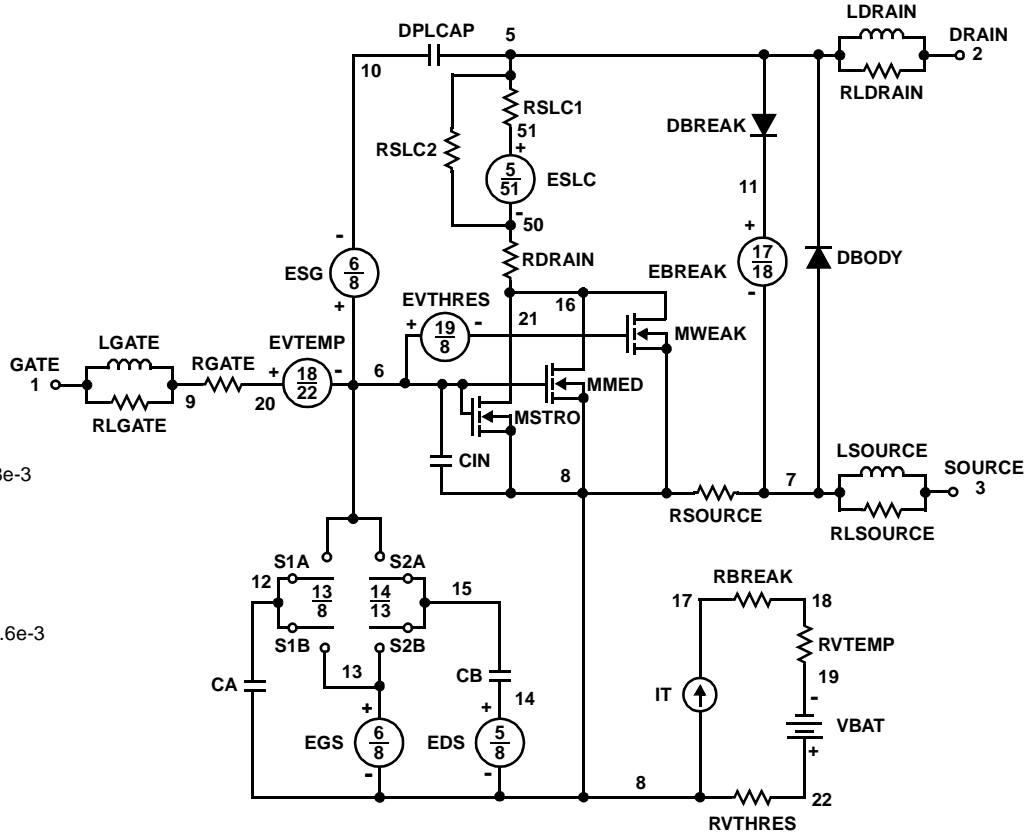 LDRAIN
DPLCAP
5
DRAIN
2
10
RLDRAIN
RSLC1
51
DBREAK
+
RSLC2
5
51
ESLC
-
50
11
+
RDRAIN
17
18
EBREAK
-
DBODY
-
6
8
ESG
+
EVTHRES
16
21
+
19
8
-
MWEAK
LGATE
EVTEMP
RGATE
GATE
1
+
18
22
-
6
MMED
9
20
RLGATE
MSTRO
LSOURCE
CIN
8
7
SOURCE
3
e-3
RSOURCE
RLSOURCE
S1A
S2A
12
13
8
14
13
15
RBREAK
17
18
.6e-3
S1B
S2B
RVTEMP
13
CB
19
CA
14
IT
-
+
+
VBAT
EGS
6
8
EDS
5
8
+
-
-
8
22
RVTHRES